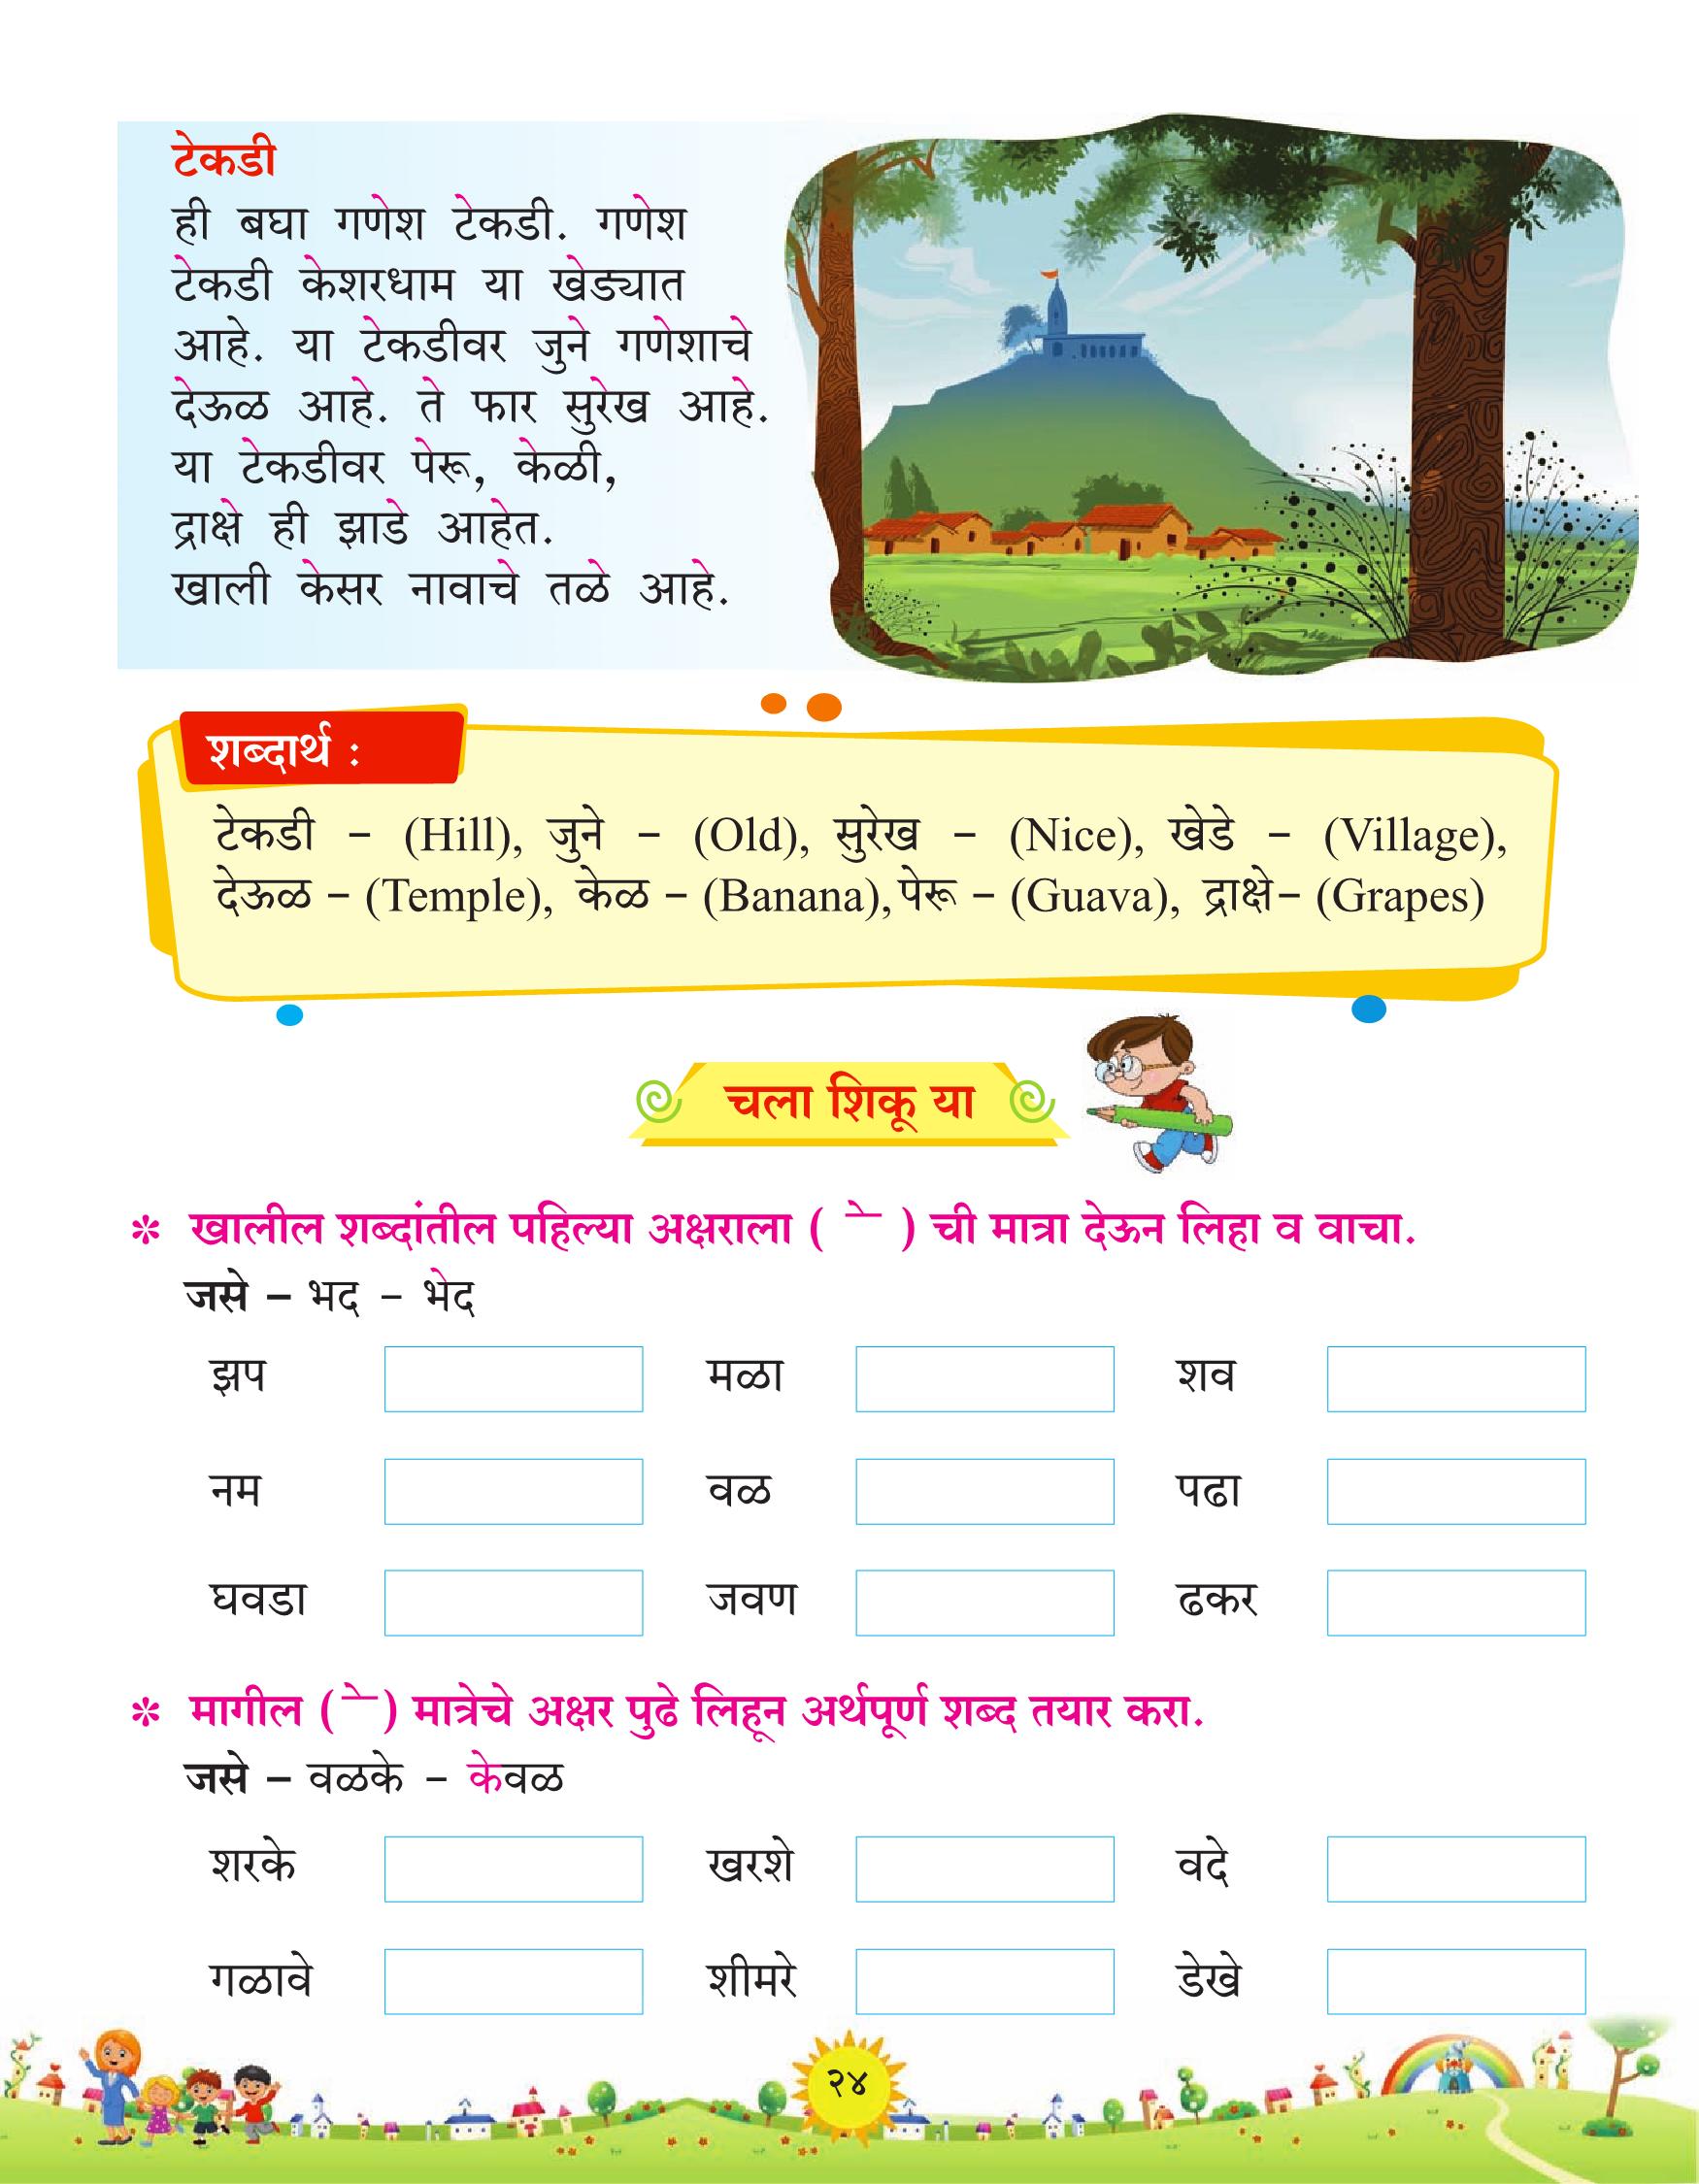 टेकडी
ही बघा गणेश टेकडी. गणेश
टेकडी केशरधाम या खेड्यात
आहे. या टेकडीवर जुने गणेशाचे
देऊळ आहे. ते फार सुरेख आहे.
या टेकडीवर पेरू, केळी,
द्राक्षे ही झाडे आहेत.
खाली केसर नावाचे तळे आहे.
शब्दार्थ :
टेकडी – (Hill), जुने – (Old), सुरेख – (Nice), खेडे – (Village),
देऊळ – (Temple), केळ – (Banana), पेरू – (Guava), द्राक्षे– (Grapes)
चला शिकू या
* खालील शब्दांतील पहिल्या अक्षराला ( े ) ची मात्रा देऊन लिहा व वाचा.
जसे – भद – भेद
झप मळा शव
नम वळ पढा
घवडा जवण ढकर
* मागील ( े ) मात्रेचे अक्षर पुढे लिहून अर्थपूर्ण शब्द तयार करा.
जसे – वळके – केवळ
शरके खरशे वदे
गळावे शीमरे डेखे
२४